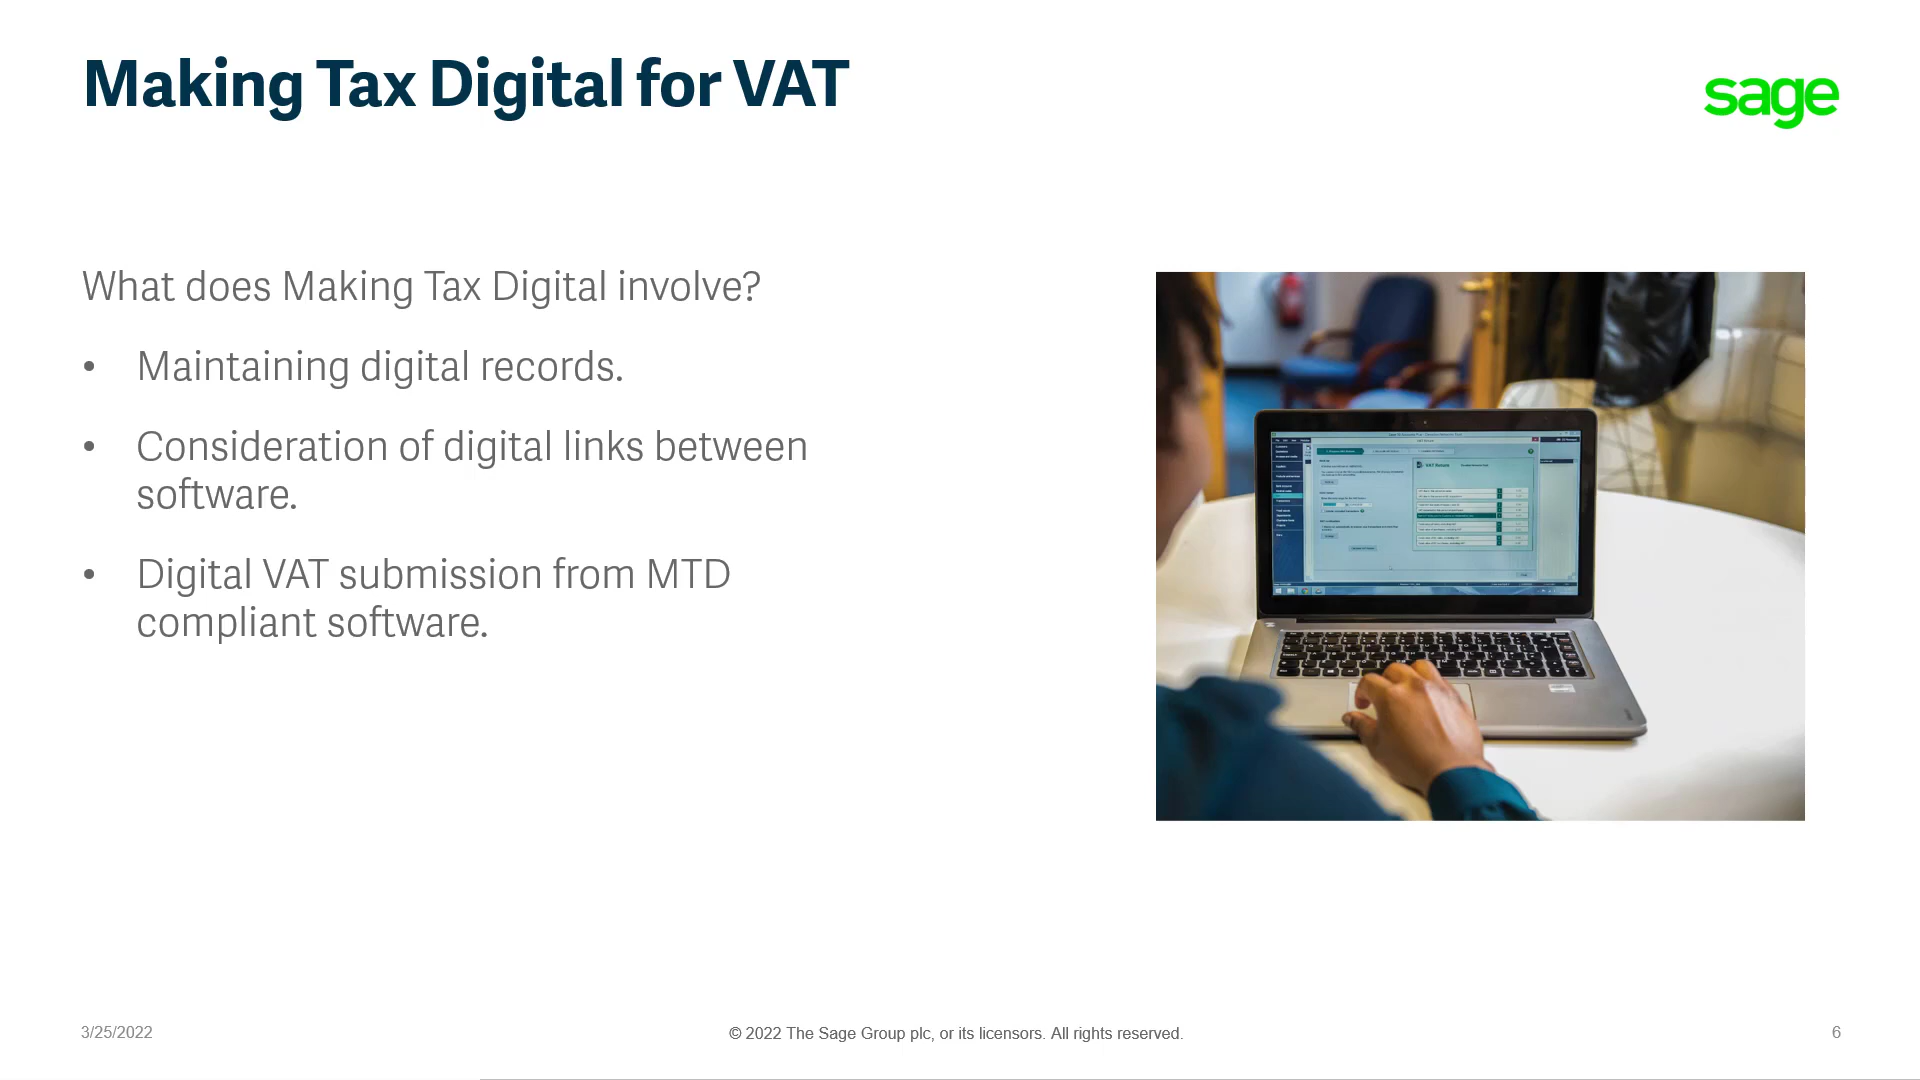 Making Tax Digital for VAT
sage
What does Making Tax Digital involve?
• Maintaining digital records.
• Consideration of digital links between
software.
• Digital VAT submission from MTD
compliant software.
VAT Return
3/25/2022
© 2022 The Sage Group plc, or its licensors. All rights reserved.
6